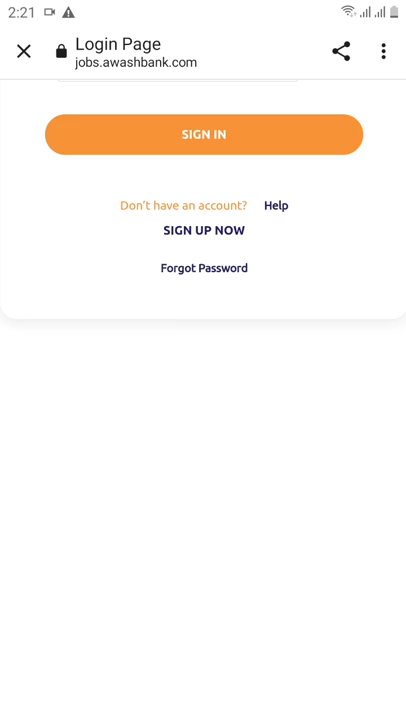 2:21
Login Page
jobs.awashbank.com
SIGN IN
Don't have an account? Help
SIGN UP NOW
Forgot Password